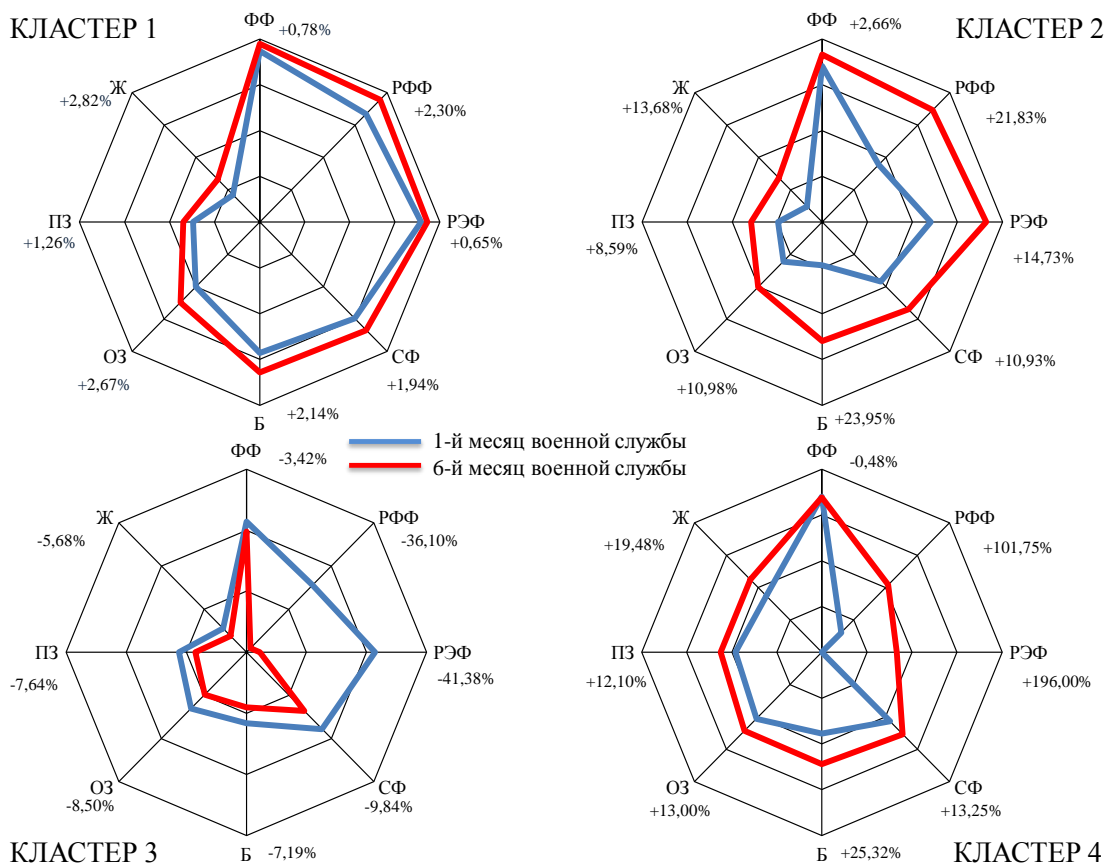 КЛАСТЕР 1
ФФ
+0,78%
РФФ
+2,30%
РЭФ
+0,65%
СФ
+1,94%
Б
+2,14%
ОЗ
+2,67%
ПЗ
+1,26%
Ж
+2,82%
КЛАСТЕР 2
ФФ
+2,66%
РФФ
+21,83%
РЭФ
+14,73%
СФ
+10,93%
Б
+23,95%
ОЗ
+10,98%
ПЗ
+8,59%
Ж
+13,68%
1-й месяц военной службы
6-й месяц военной службы
ФФ
-3,42%
РФФ
-36,10%
РЭФ
-41,38%
СФ
-9,84%
Б
-7,19%
ОЗ
-8,50%
ПЗ
-7,64%
Ж
-5,68%
КЛАСТЕР 3
ФФ
-0,48%
РФФ
+101,75%
РЭФ
+196,00%
СФ
+13,25%
Б
+25,32%
ОЗ
+13,00%
ПЗ
+12,10%
Ж
+19,48%
КЛАСТЕР 4